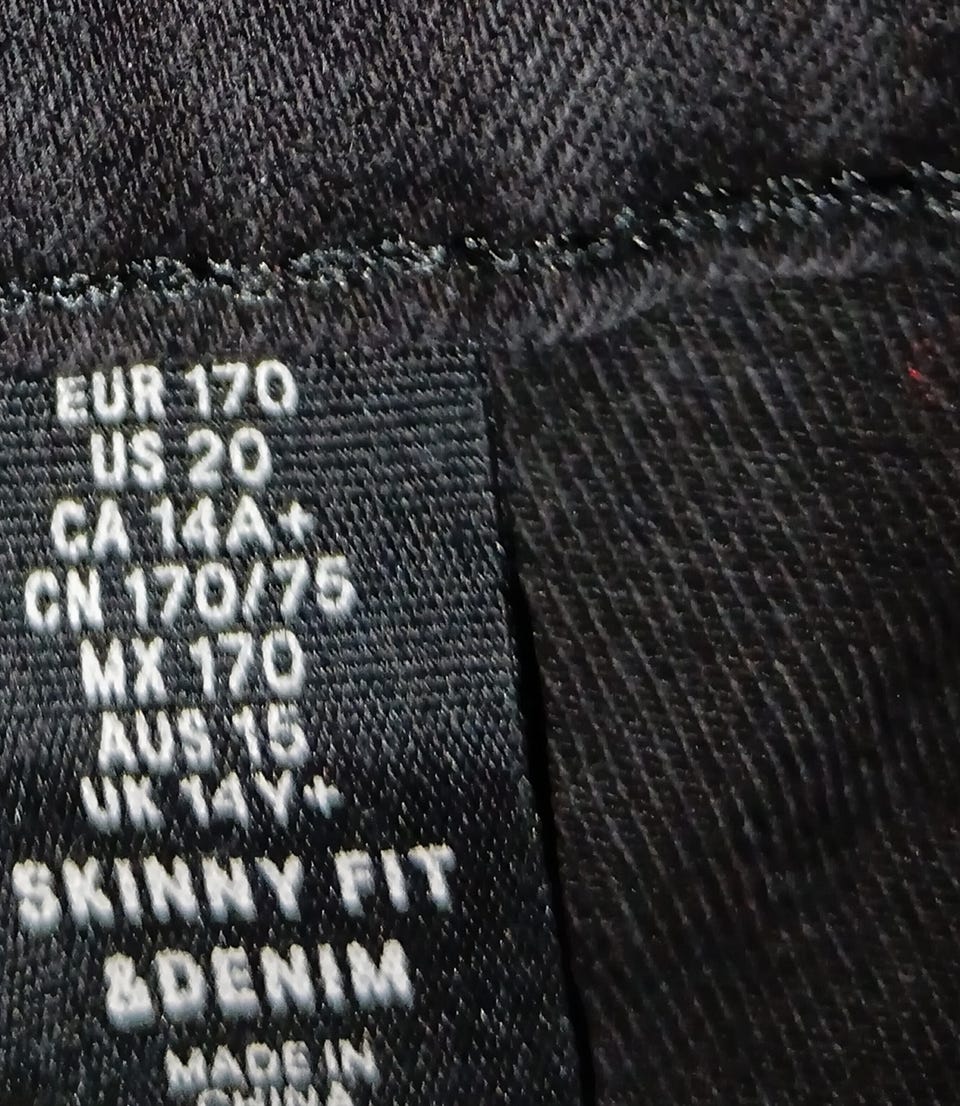 EUR 170
US 20
CA 14A+
CN 170/75
MX 170
AUS 15
UK 14Y+
SKINNY FIT
&DENIM
MADE IN
CHINA